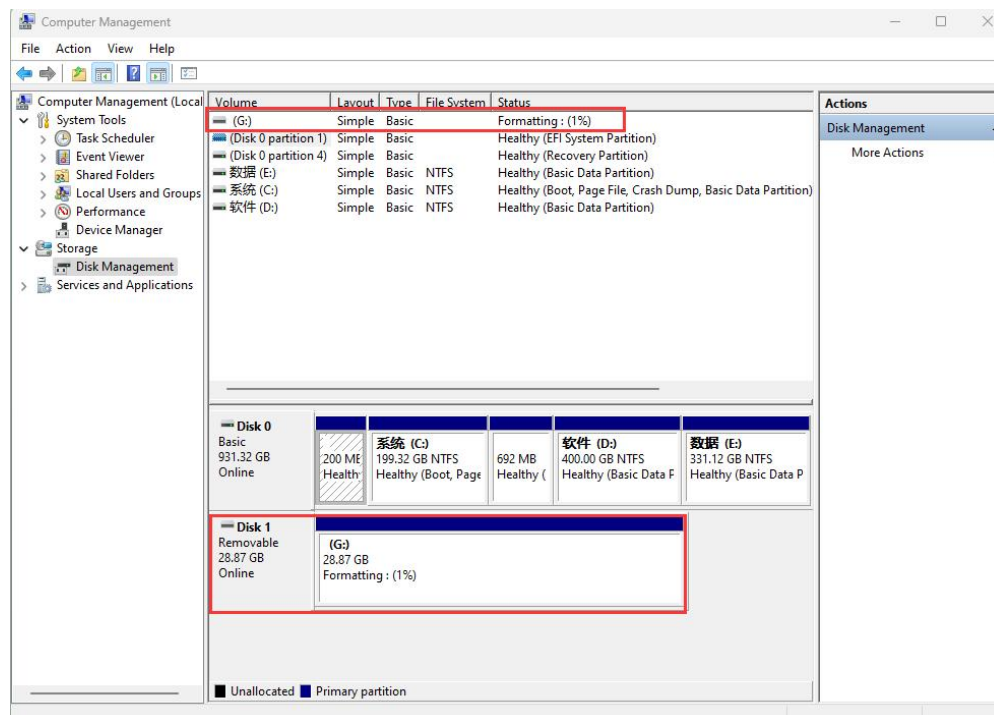 Computer Management
File Action View Help
Computer Management (Local
System Tools
Task Scheduler
Event Viewer
Shared Folders
Local Users and Groups
Performance
Device Manager
Storage
Disk Management
Services and Applications
Volume Layout Type File System Status
(G:) Simple Basic Formatting : (1%)
(Disk 0 partition 1) Simple Basic Healthy (EFI System Partition)
(Disk 0 partition 4) Simple Basic Healthy (Recovery Partition)
数据 (E:) Simple Basic NTFS Healthy (Basic Data Partition)
系统 (C:) Simple Basic NTFS Healthy (Boot, Page File, Crash Dump, Basic Data Partition)
软件 (D:) Simple Basic NTFS Healthy (Basic Data Partition)
Actions
Disk Management
More Actions
Disk 0
Basic
931.32 GB
Online
200 ME
Healthy
系统 (C:)
199.32 GB NTFS
Healthy (Boot, Page
692 MB
Healthy (
软件 (D:)
400.00 GB NTFS
Healthy (Basic Data F
数据 (E:)
331.12 GB NTFS
Healthy (Basic Data P
Disk 1
Removable
28.87 GB
Online
(G:)
28.87 GB
Formatting : (1%)
Unallocated Primary partition